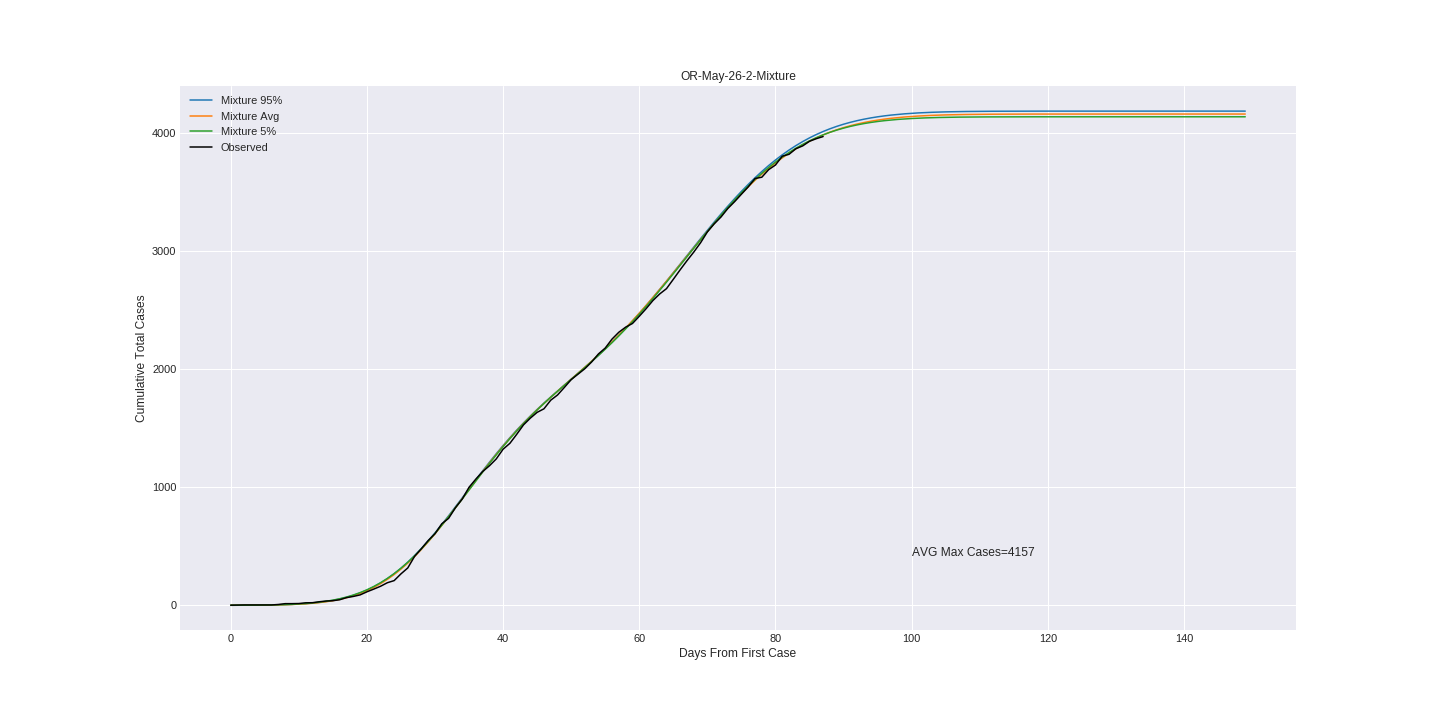 OR-May-26-2-Mixture
Mixture 95%
Mixture Avg
Mixture 5%
Observed
4000
3000
2000
1000
0
Cumulative Total Cases
AVG Max Cases=4157
0 20 40 60 80 100 120 140
Days From First Case